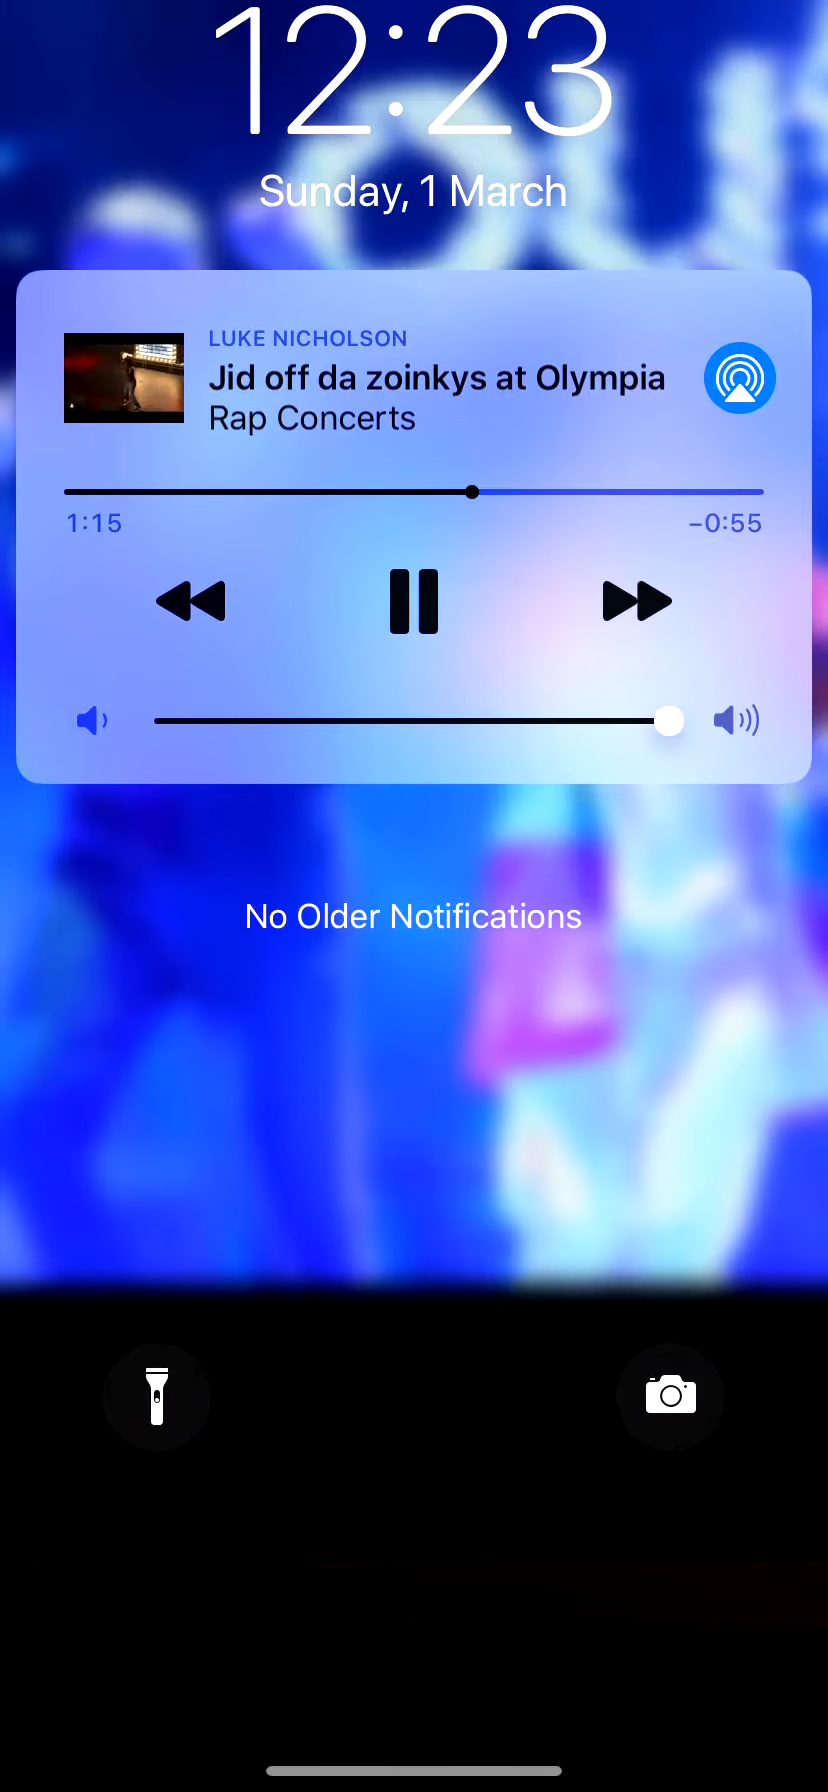 12:23
Sunday, 1 March
LUKE NICHOLSON
Jid off da zoinkys at Olympia
Rap Concerts
1:15
−0:55
No Older Notifications